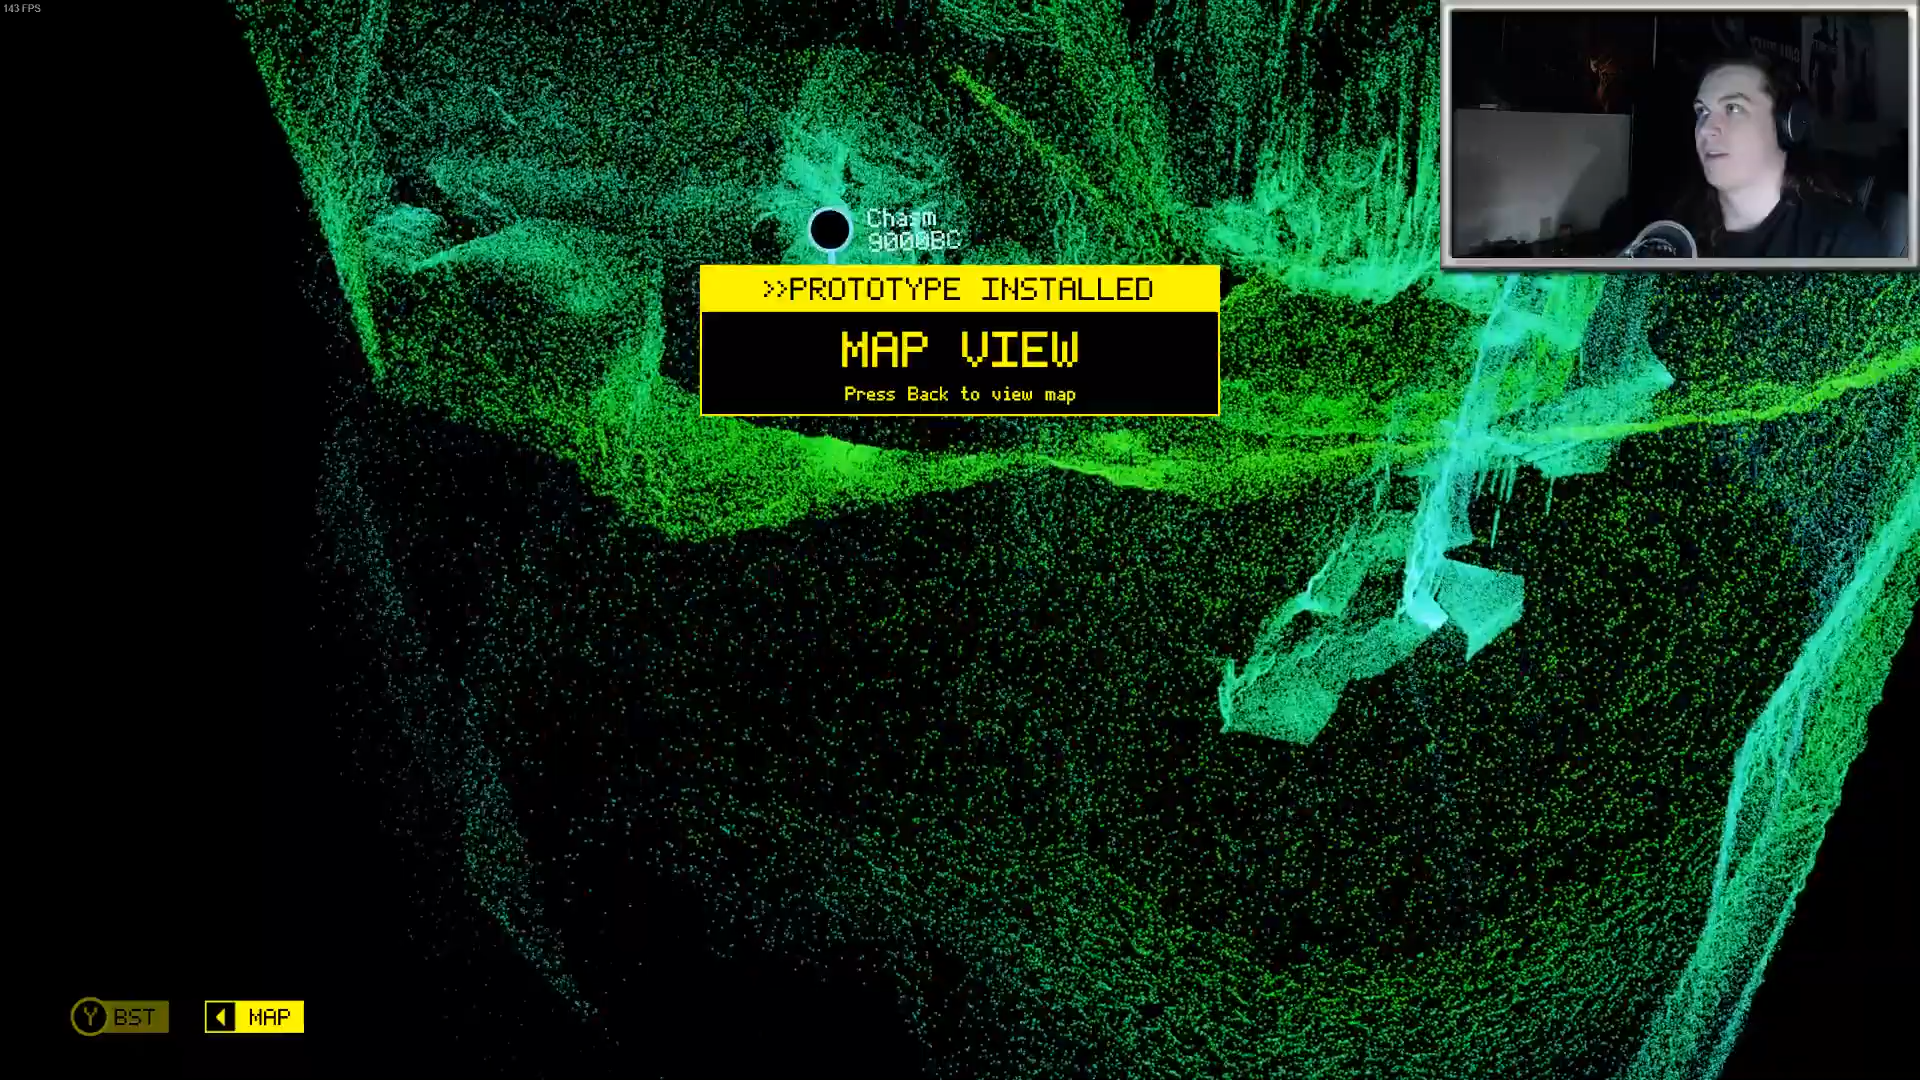 143 FPS
Chasm
9000BC
>>PROTOTYPE INSTALLED
MAP VIEW
Press Back to view map
Y BST
MAP